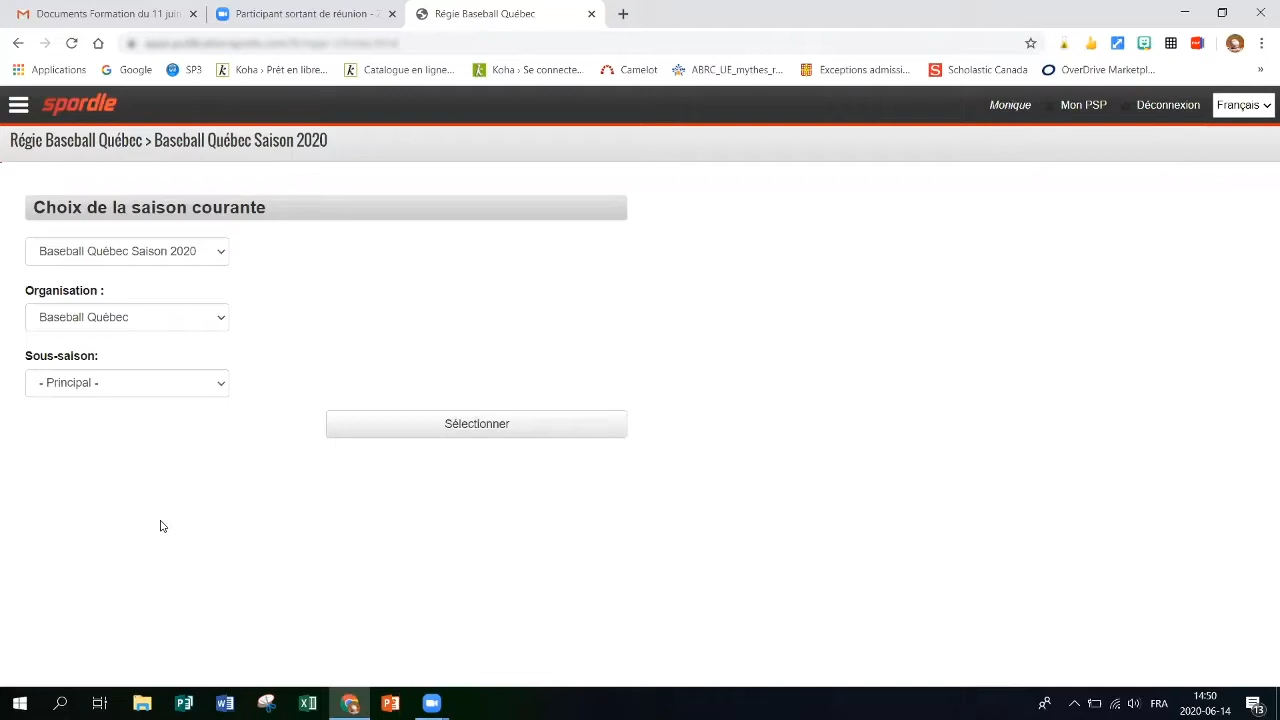 Documents Formation du 11 juin
Participant sortant de réunion - 2
Régie Baseball Québec
Applications
Google
SP3
Koha › Prêt en libre...
Catalogue en ligne...
Koha › Se connecte...
Camelot
ABRC_UE_mythes_r...
Exceptions admissi...
Scholastic Canada
OverDrive Marketpl...
»
spordle
Monique
Mon PSP
Déconnexion
Français
Régie Baseball Québec > Baseball Québec Saison 2020
Choix de la saison courante
Baseball Québec Saison 2020
Organisation :
Baseball Québec
Sous-saison:
- Principal -
Sélectionner
FRA
14:50
2020-06-14
13